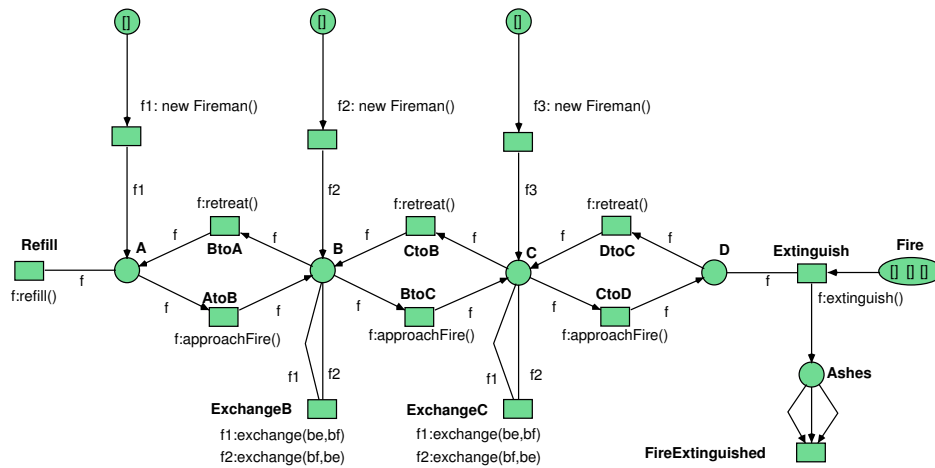 [] [] []
f1: new Fireman() f2: new Fireman() f3: new Fireman()
f1 f2 f3
f:retreat() f:retreat() f:retreat()
Refill A f BtoA f B f CtoB f C f DtoC f D Extinguish Fire
[] [] []
f f
f:refill() f:extinguish()
f AtoB f f BtoC f f CtoD f
f:approachFire() f:approachFire() f:approachFire()
f1 f2 f1 f2
Ashes
ExchangeB ExchangeC
f1:exchange(be,bf) f1:exchange(be,bf)
f2:exchange(bf,be) f2:exchange(bf,be)
FireExtinguished